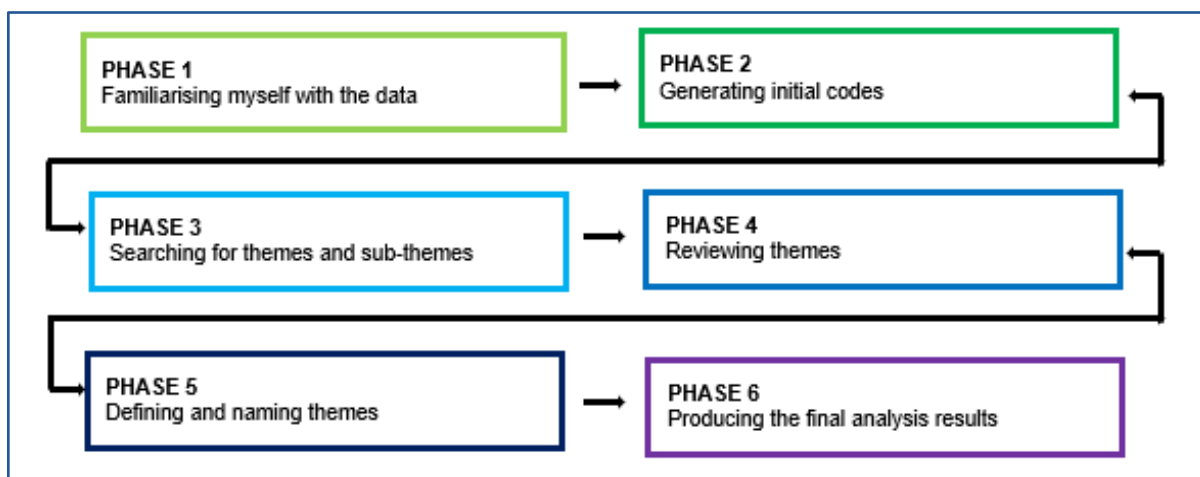 PHASE 1
Familiarising myself with the data
PHASE 2
Generating initial codes
PHASE 3
Searching for themes and sub-themes
PHASE 4
Reviewing themes
PHASE 5
Defining and naming themes
PHASE 6
Producing the final analysis results